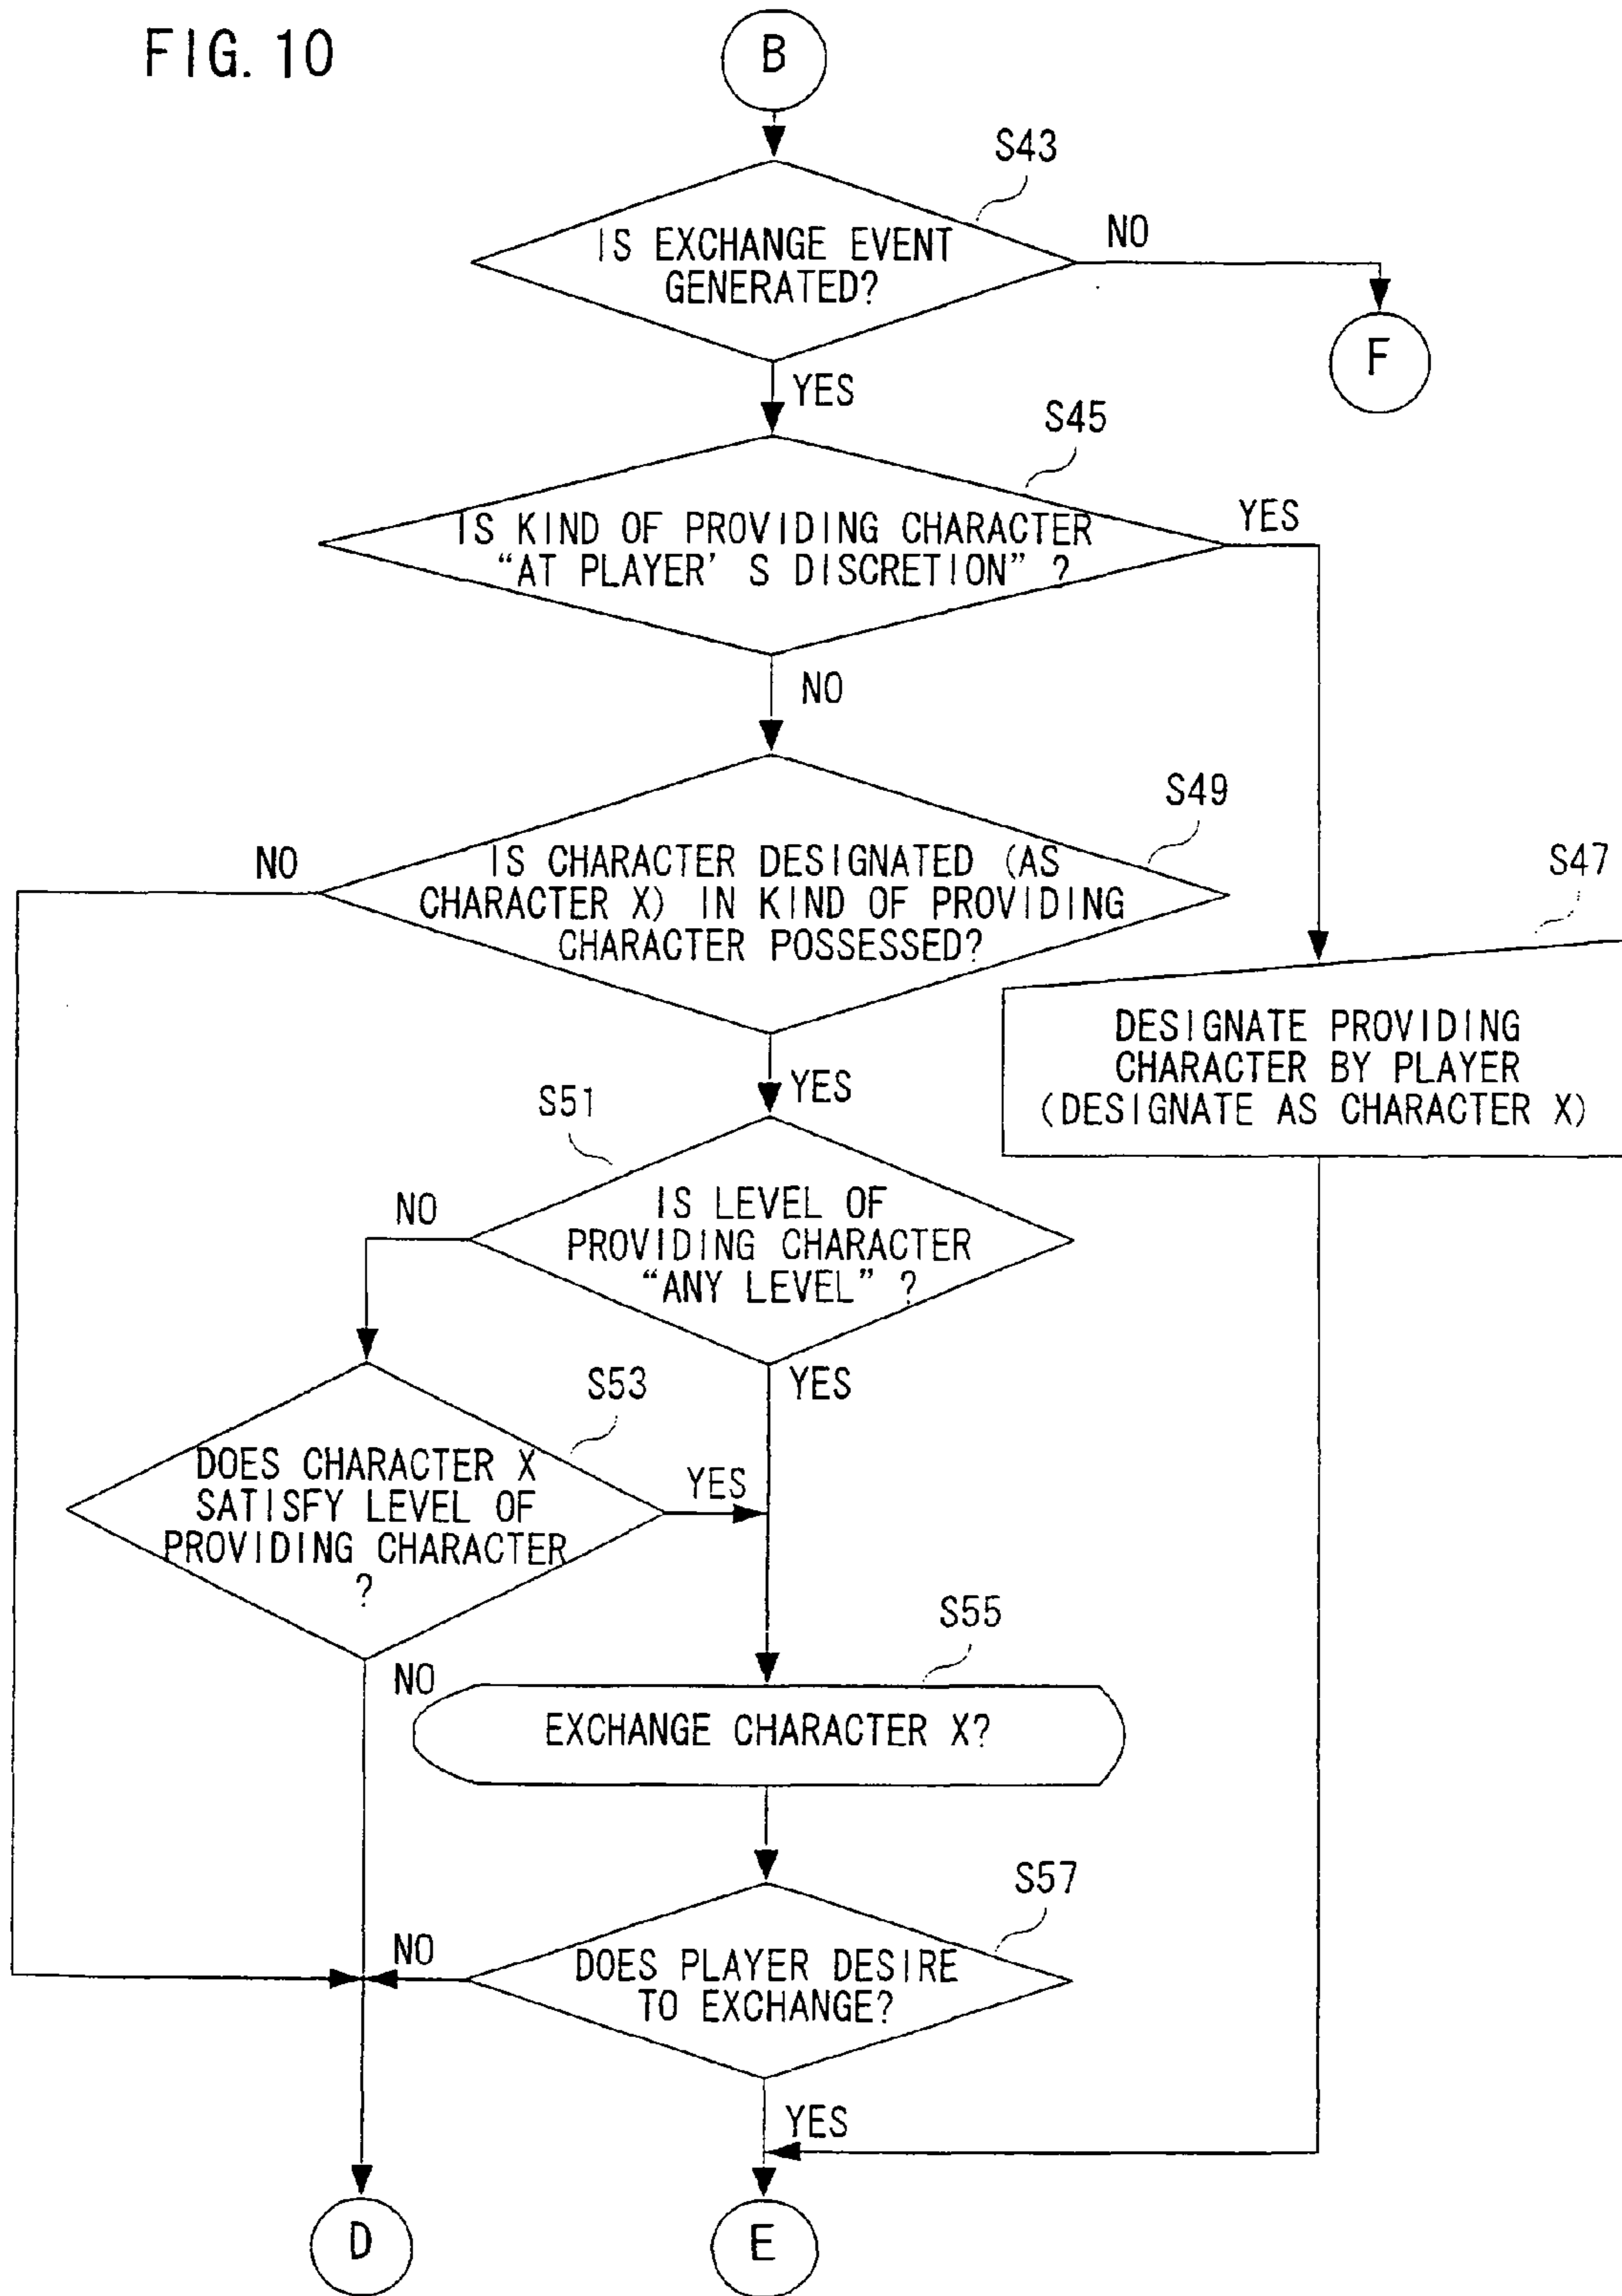 FIG. 10
B
S43
IS EXCHANGE EVENT
GENERATED?
NO
F
YES
S45
IS KIND OF PROVIDING CHARACTER
“AT PLAYER' S DISCRETION” ?
YES
NO
S49
NO
IS CHARACTER DESIGNATED (AS
CHARACTER X) IN KIND OF PROVIDING
CHARACTER POSSESSED?
S47
DESIGNATE PROVIDING
CHARACTER BY PLAYER
(DESIGNATE AS CHARACTER X)
YES
S51
NO
IS LEVEL OF
PROVIDING CHARACTER
“ANY LEVEL” ?
YES
S53
DOES CHARACTER X
SATISFY LEVEL OF
PROVIDING CHARACTER
?
YES
NO
S55
EXCHANGE CHARACTER X?
S57
NO
DOES PLAYER DESIRE
TO EXCHANGE?
YES
D
E